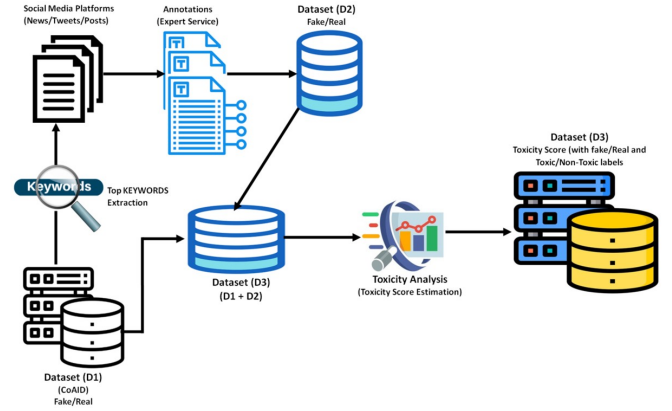 Social Media Platforms
(News/Tweets/Posts)
Annotations
(Expert Service)
Dataset (D2)
Fake/Real
Dataset (D3)
Toxicity Score (with fake/Real and
Toxic/Non-Toxic labels
Keywords
Top KEYWORDS
Extraction
Dataset (D3)
(D1 + D2)
Toxicity Analysis
(Toxicity Score Estimation)
Dataset (D1)
(CoAID)
Fake/Real
T
T
T